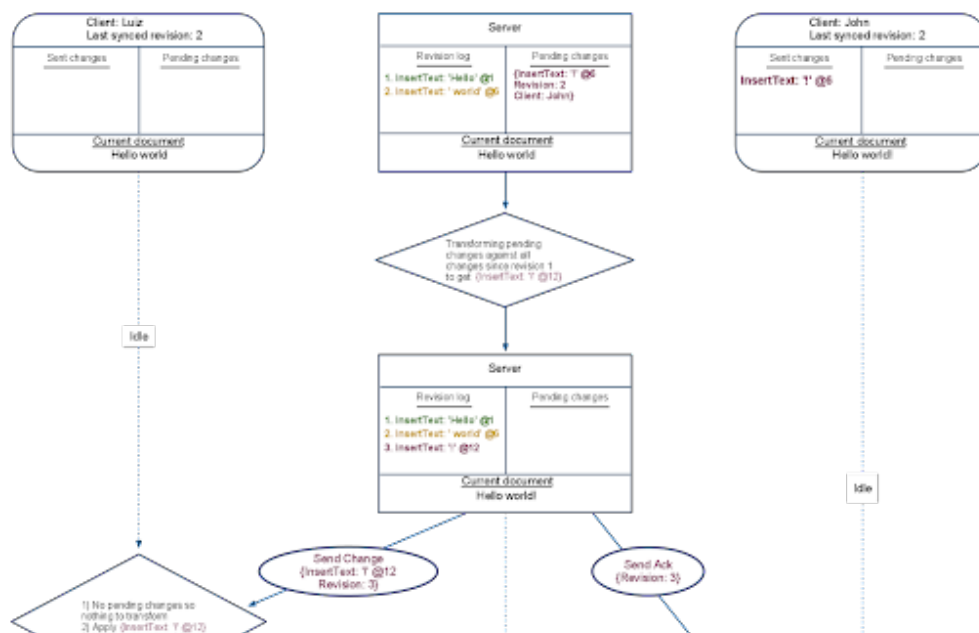 Client: Luiz
Last synced revision: 2
Sent changes
Pending changes
Current document
Hello world
Server
Revision log
1. InsertText: 'Hello' @1
2. InsertText: ' world' @6
Pending changes
{InsertText: '!' @6
Revision: 2
Client: John}
Current document
Hello world
Client: John
Last synced revision: 2
Sent changes
InsertText: '!' @6
Pending changes
Current document
Hello world!
Transforming pending
changes against all
changes since revision 1
to get: {InsertText: '!' @12}
Idle
Server
Revision log
1. InsertText: 'Hello' @1
2. InsertText: ' world' @6
3. InsertText: '!' @12
Pending changes
Current document
Hello world!
Idle
Send Change
{InsertText: '!' @12
Revision: 3}
Send Ack
{Revision: 3}
1) No pending changes so
nothing to transform
2) Apply {InsertText: '!' @12}